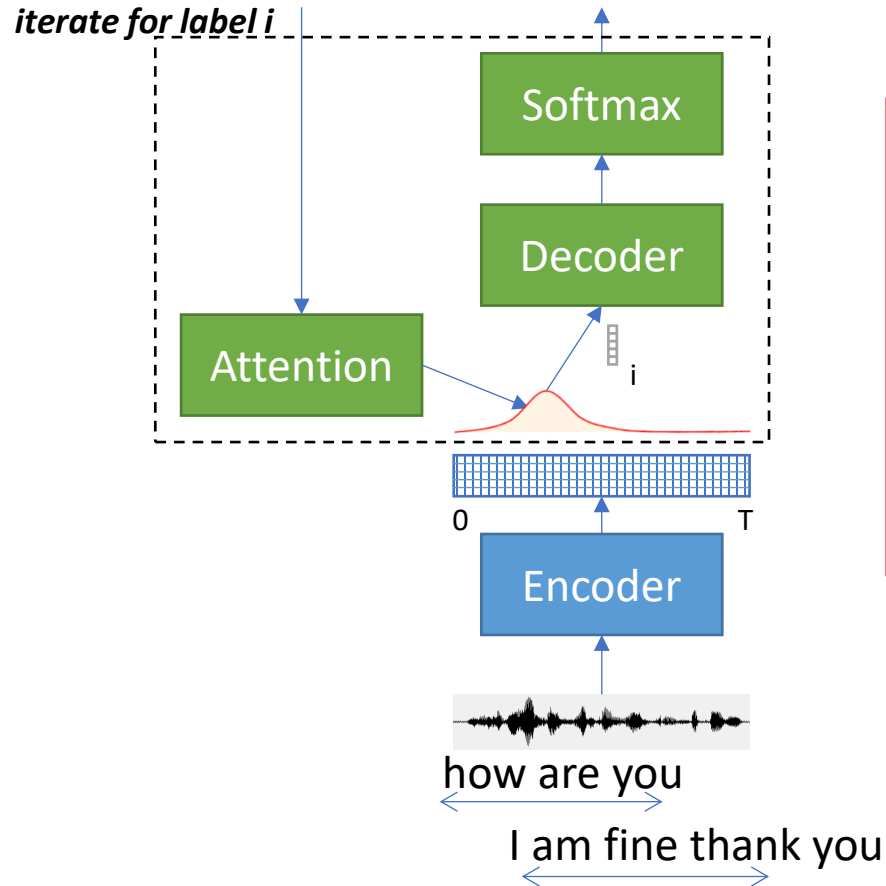 iterate for label i
Softmax
Decoder
Attention
i
0 T
Encoder
how are you
I am fine thank you